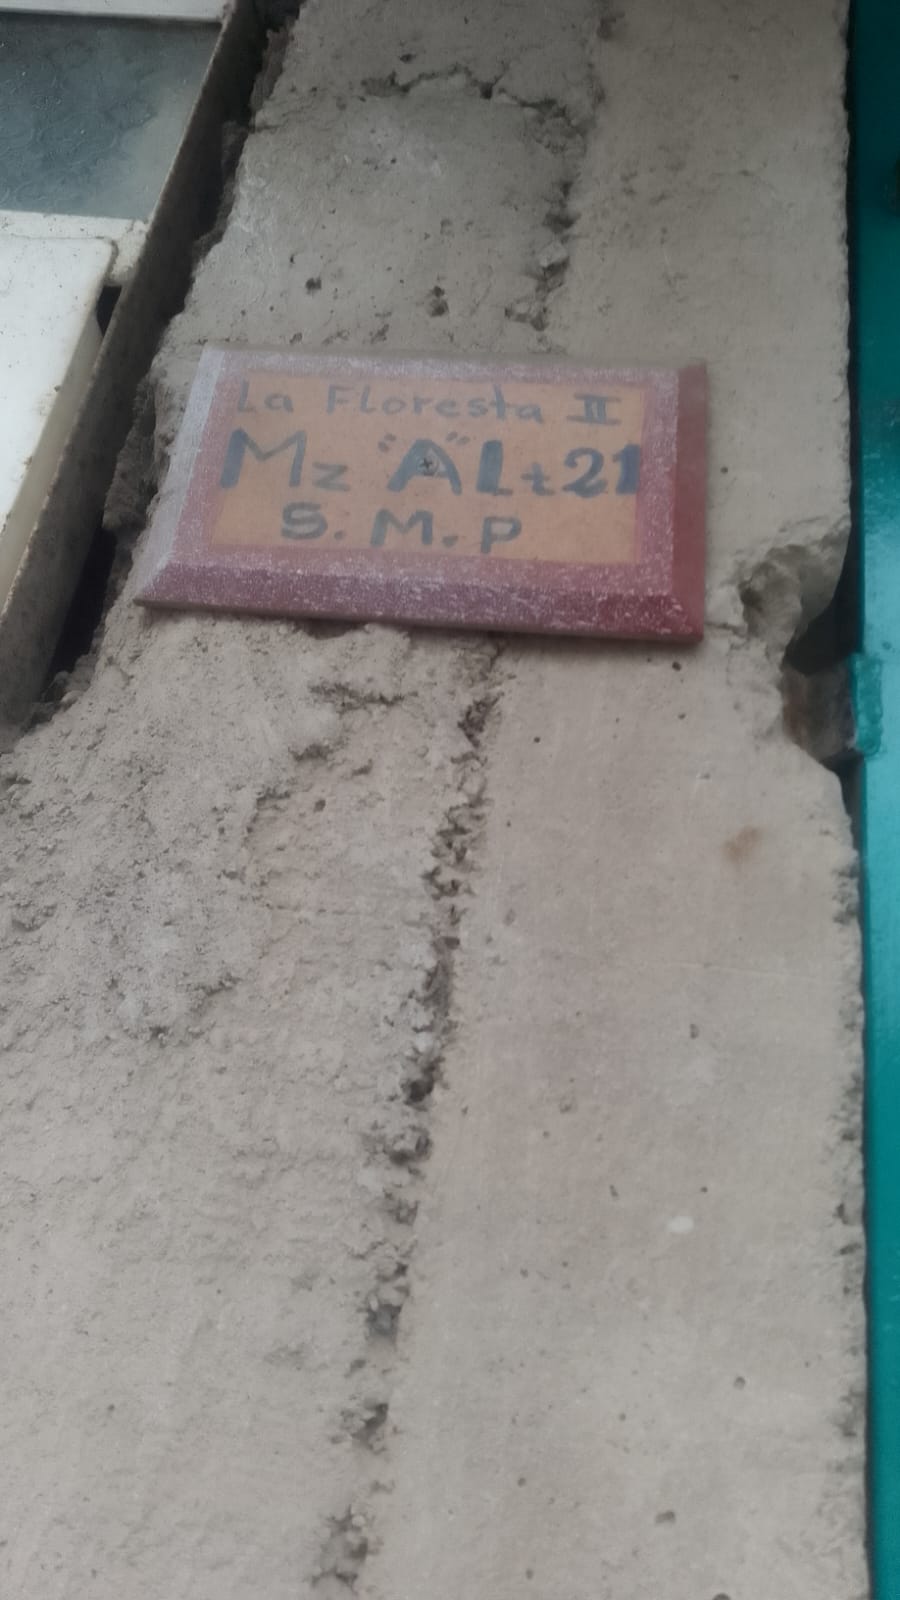 La Floresta II
Mz "A" Lt 21
S. M. P